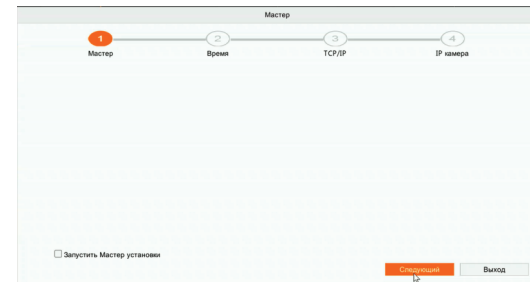 Мастер
1 2 3 4
Мастер Время TCP/IP IP камера
Запустить Мастер установки
Следующий Выход